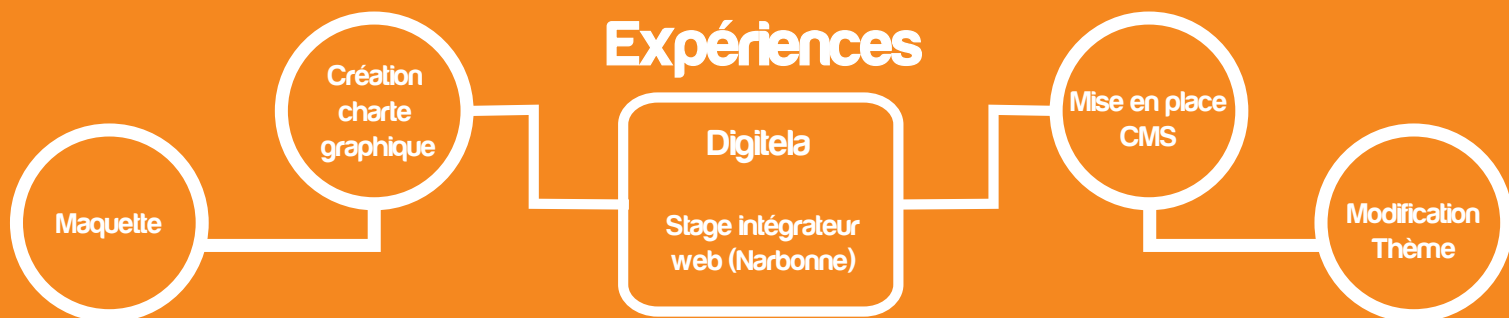 Expériences
Maquette
Création
charte
graphique
Digitela
Stage intégrateur
web (Narbonne)
Mise en place
CMS
Modification
Thème